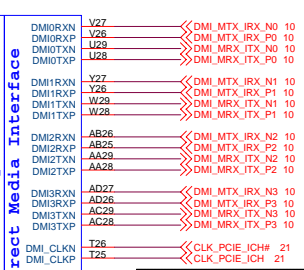 DMI0RXN V27 DMI_MTX_IRX_N0 10
DMI0RXP V26 DMI_MTX_IRX_P0 10
DMI0TXN U29 DMI_MRX_ITX_N0 10
DMI0TXP U28 DMI_MRX_ITX_P0 10
DMI1RXN Y27 DMI_MTX_IRX_N1 10
DMI1RXP Y26 DMI_MTX_IRX_P1 10
DMI1TXN W29 DMI_MRX_ITX_N1 10
DMI1TXP W28 DMI_MRX_ITX_P1 10
DMI2RXN AB26 DMI_MTX_IRX_N2 10
DMI2RXP AB25 DMI_MTX_IRX_P2 10
DMI2TXN AA29 DMI_MRX_ITX_N2 10
DMI2TXP AA28 DMI_MRX_ITX_P2 10
DMI3RXN AD27 DMI_MTX_IRX_N3 10
DMI3RXP AD26 DMI_MTX_IRX_P3 10
DMI3TXN AC29 DMI_MRX_ITX_N3 10
DMI3TXP AC28 DMI_MRX_ITX_P3 10
DMI_CLKN T26 CLK_PCIE_ICH# 21
DMI_CLKP T25 CLK_PCIE_ICH 21
rect Media Interface